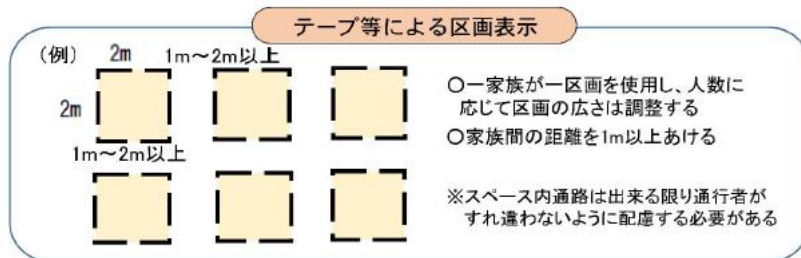 テープ等による区画表示
(例) 2m 1m～2m以上
2m
1m～2m以上
〇一家族が一区画を使用し、人数に
応じて区画の広さは調整する
〇家族間の距離を1m以上あける
※スペース内通路は出来る限り通行者が
すれ違わないように配慮する必要がある